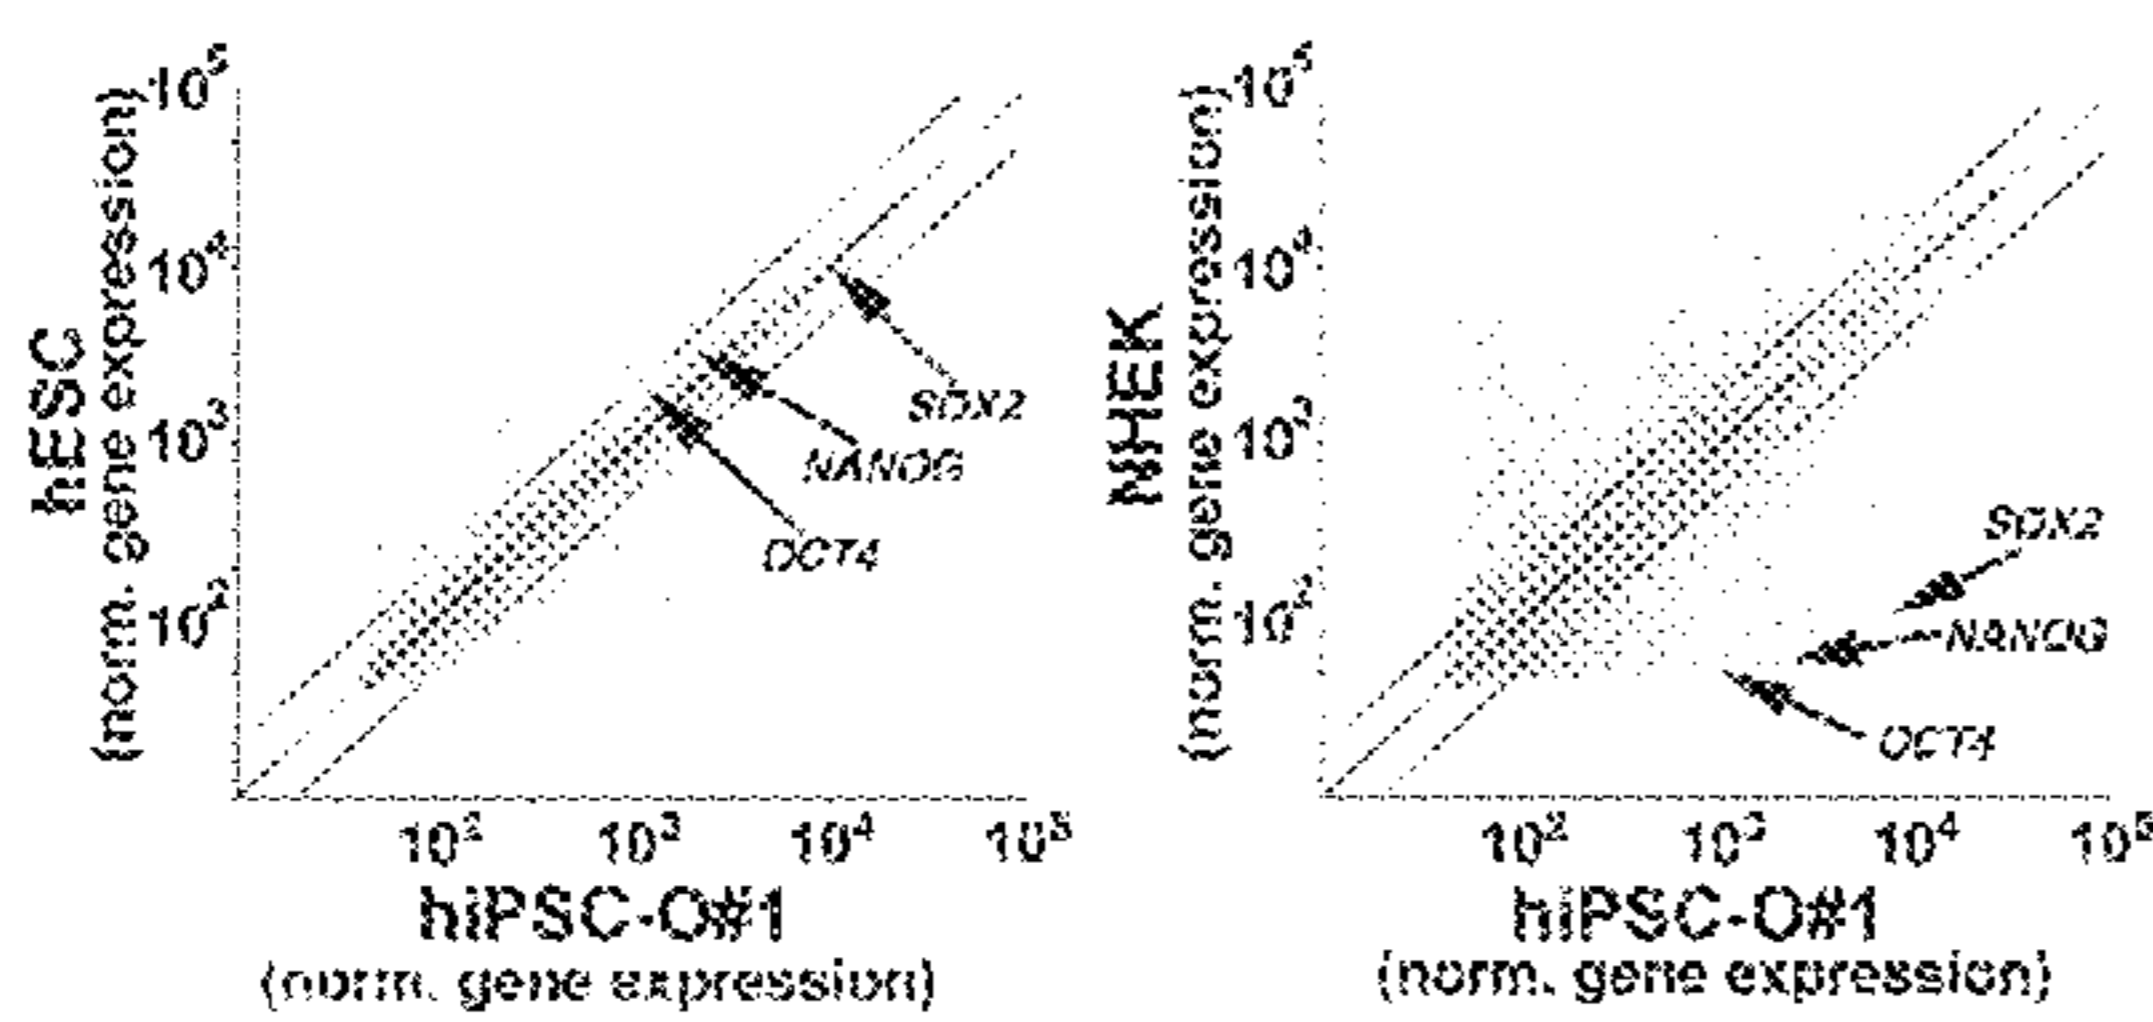 10^5
10^4
10^3
10^2
hESC
(norm. gene expression)
SOX2
NANOG
OCT4
10^2 10^3 10^4 10^5
hiPSC-O#1
(norm. gene expression)
10^5
10^4
10^3
10^2
NHEK
(norm. gene expression)
SOX2
NANOG
OCT4
10^2 10^3 10^4 10^5
hiPSC-O#1
(norm. gene expression)